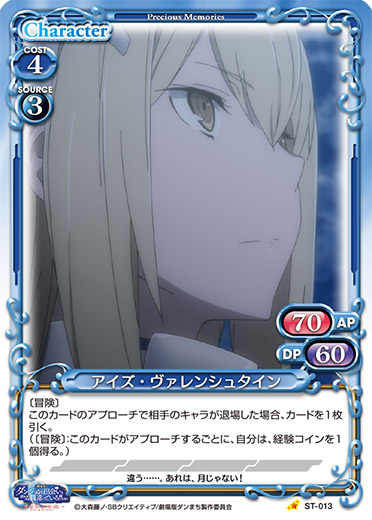 Precious Memories
Character
COST
4
SOURCE
3
70 AP
DP 60
アイズ・ヴァレンシュタイン
〔冒険〕
このカードのアプローチで相手のキャラが退場した場合、カードを1枚
引く。
（〔冒険〕:このカードがアプローチするごとに、自分は、経験コインを1
個得る。）
違う……。あれは、月じゃない！
©大森藤ノ・SBクリエイティブ/劇場版ダンまち製作委員会
ST-013